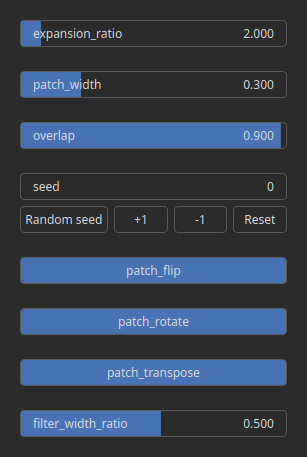 expansion_ratio 2.000
patch_width 0.300
overlap 0.900
seed 0
Random seed +1 -1 Reset
patch_flip
patch_rotate
patch_transpose
filter_width_ratio 0.500